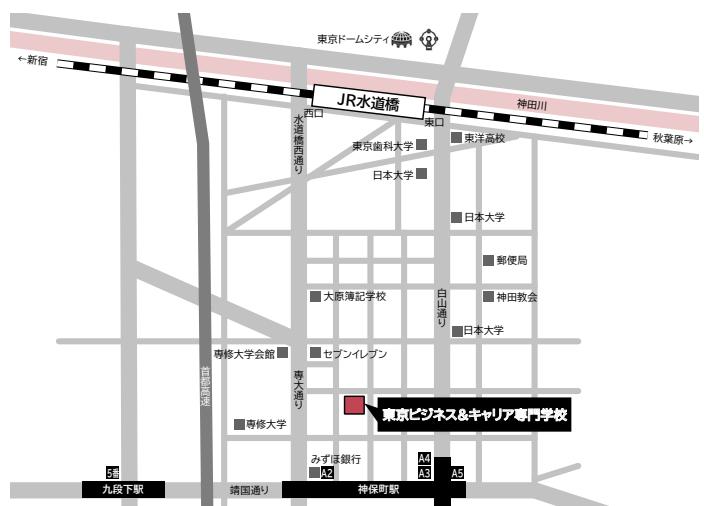 東京ドームシティ
←新宿
JR水道橋
神田川
西口
東口
秋葉原→
水道橋西通り
東京歯科大学
東洋高校
日本大学
日本大学
郵便局
白山通り
大原簿記学校
神田教会
日本大学
専修大学会館
セブンイレブン
首都高速
専大通り
東京ビジネス&キャリア専門学校
専修大学
みずほ銀行
A4
5番
A2
A3
A5
九段下駅
靖国通り
神保町駅